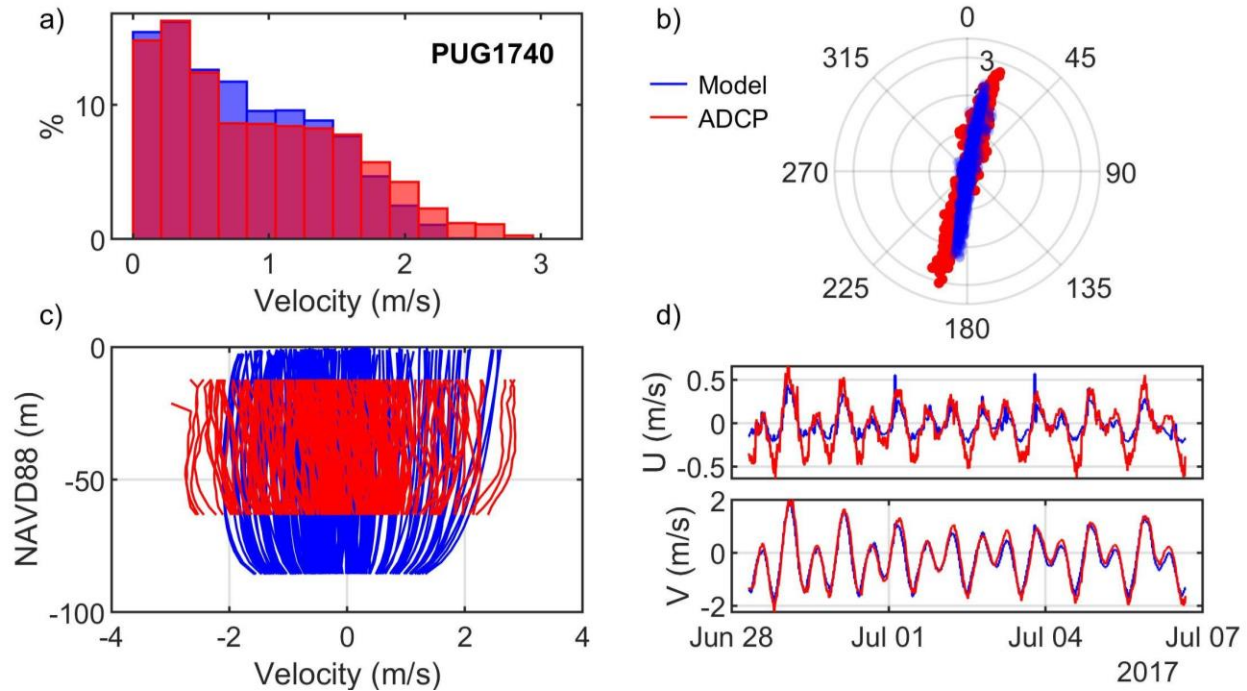 a)
PUG1740
10
0
%
0 1 2 3
Velocity (m/s)
b)
0
315 45
3
Model
ADCP
270 90
225 135
180
c)
0
-50
-100
NAVD88 (m)
-4 -2 0 2 4
Velocity (m/s)
d)
0.5
0
-0.5
U (m/s)
2
0
-2
V (m/s)
Jun 28 Jul 01 Jul 04 Jul 07
2017